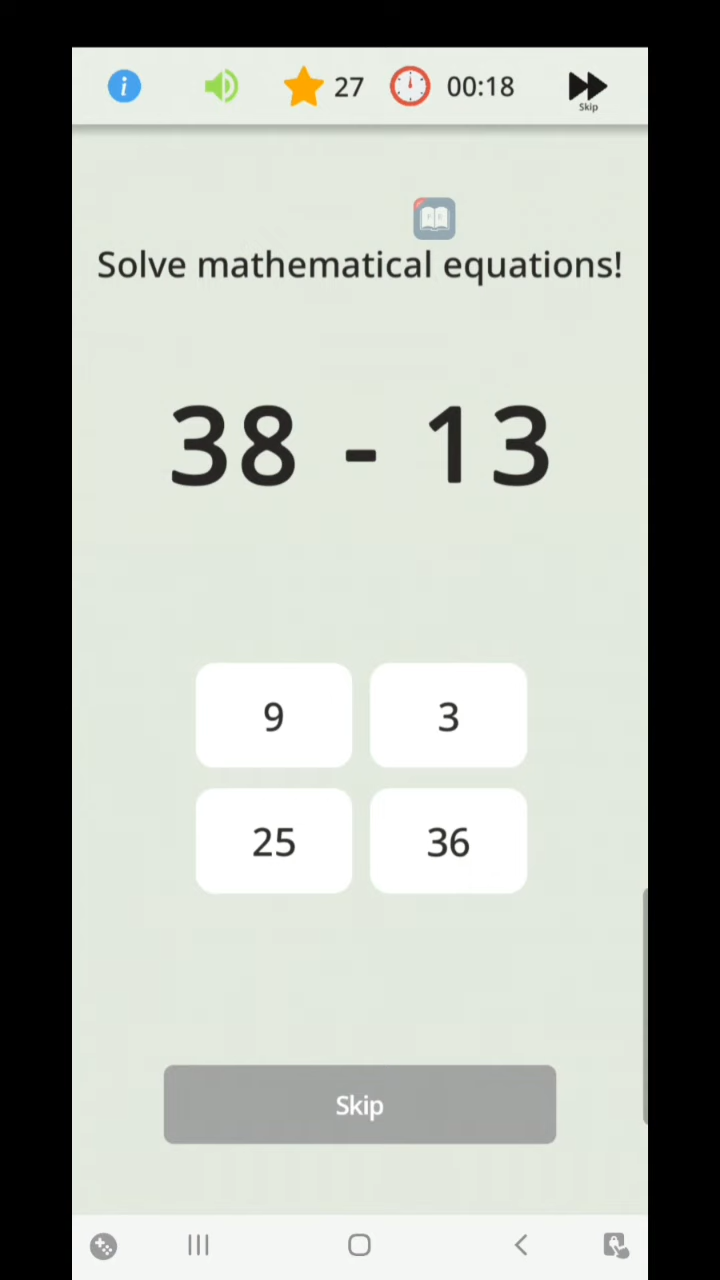 i 27 00:18
Skip
Solve mathematical equations!
38 - 13
9 3
25 36
Skip